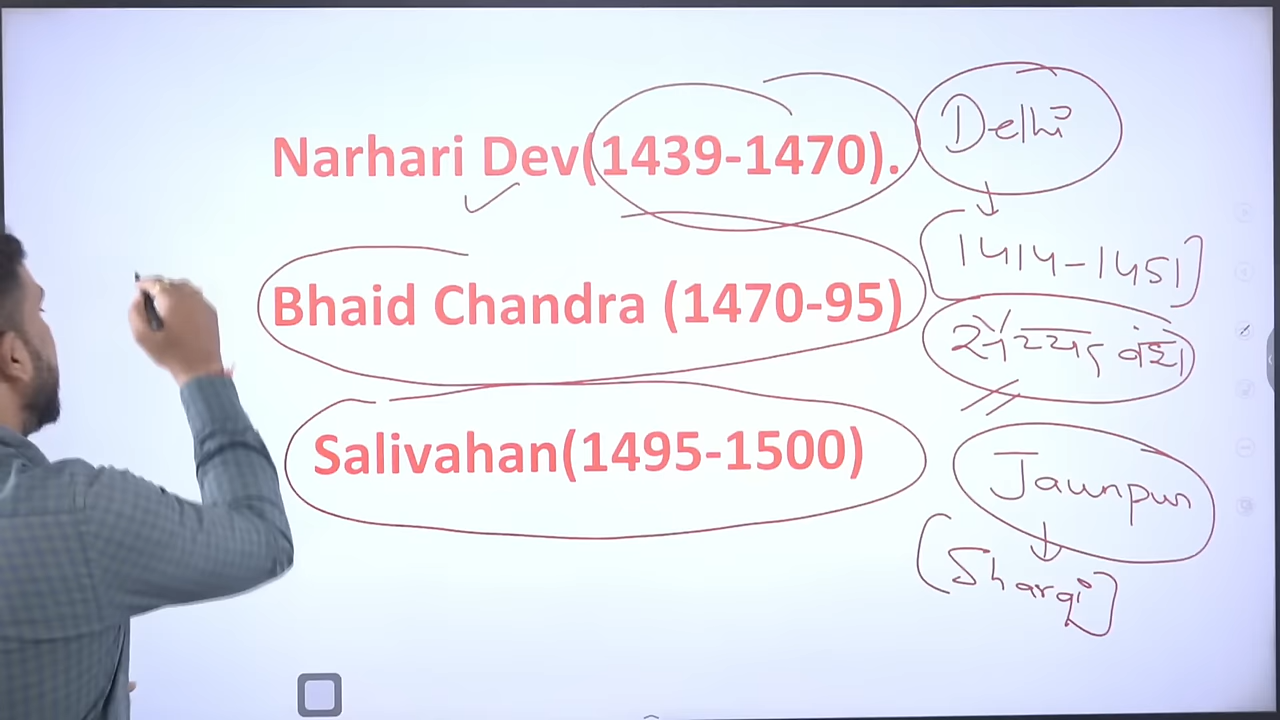 Narhari Dev(1439-1470).
Delhi
1414-1451
सैय्यद वंश
Bhaid Chandra (1470-95)
Salivahan(1495-1500)
Jaunpur
(Sharqi]